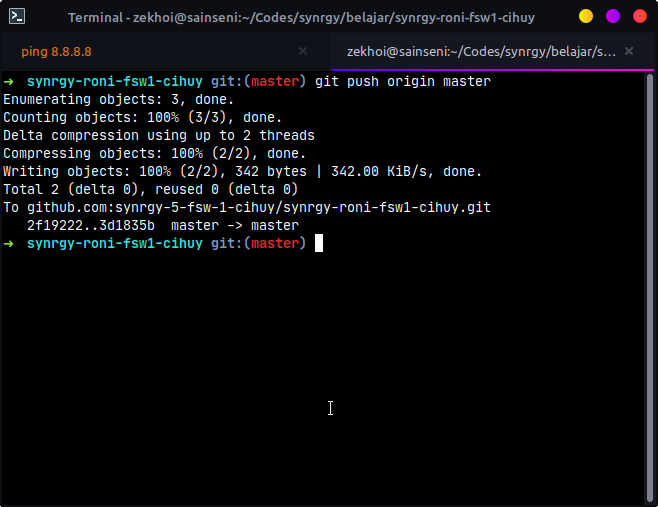 Terminal - zekhoi@sainseni:~/Codes/synrgy/belajar/synrgy-roni-fsw1-cihuy
ping 8.8.8.8 × zekhoi@sainseni:~/Codes/synrgy/belajar/s... ×
➜ synrgy-roni-fsw1-cihuy git:(master) git push origin master
Enumerating objects: 3, done.
Counting objects: 100% (3/3), done.
Delta compression using up to 2 threads
Compressing objects: 100% (2/2), done.
Writing objects: 100% (2/2), 342 bytes | 342.00 KiB/s, done.
Total 2 (delta 0), reused 0 (delta 0)
To github.com:synrgy-5-fsw-1-cihuy/synrgy-roni-fsw1-cihuy.git
   2f19222..3d1835b  master -> master
➜ synrgy-roni-fsw1-cihuy git:(master)